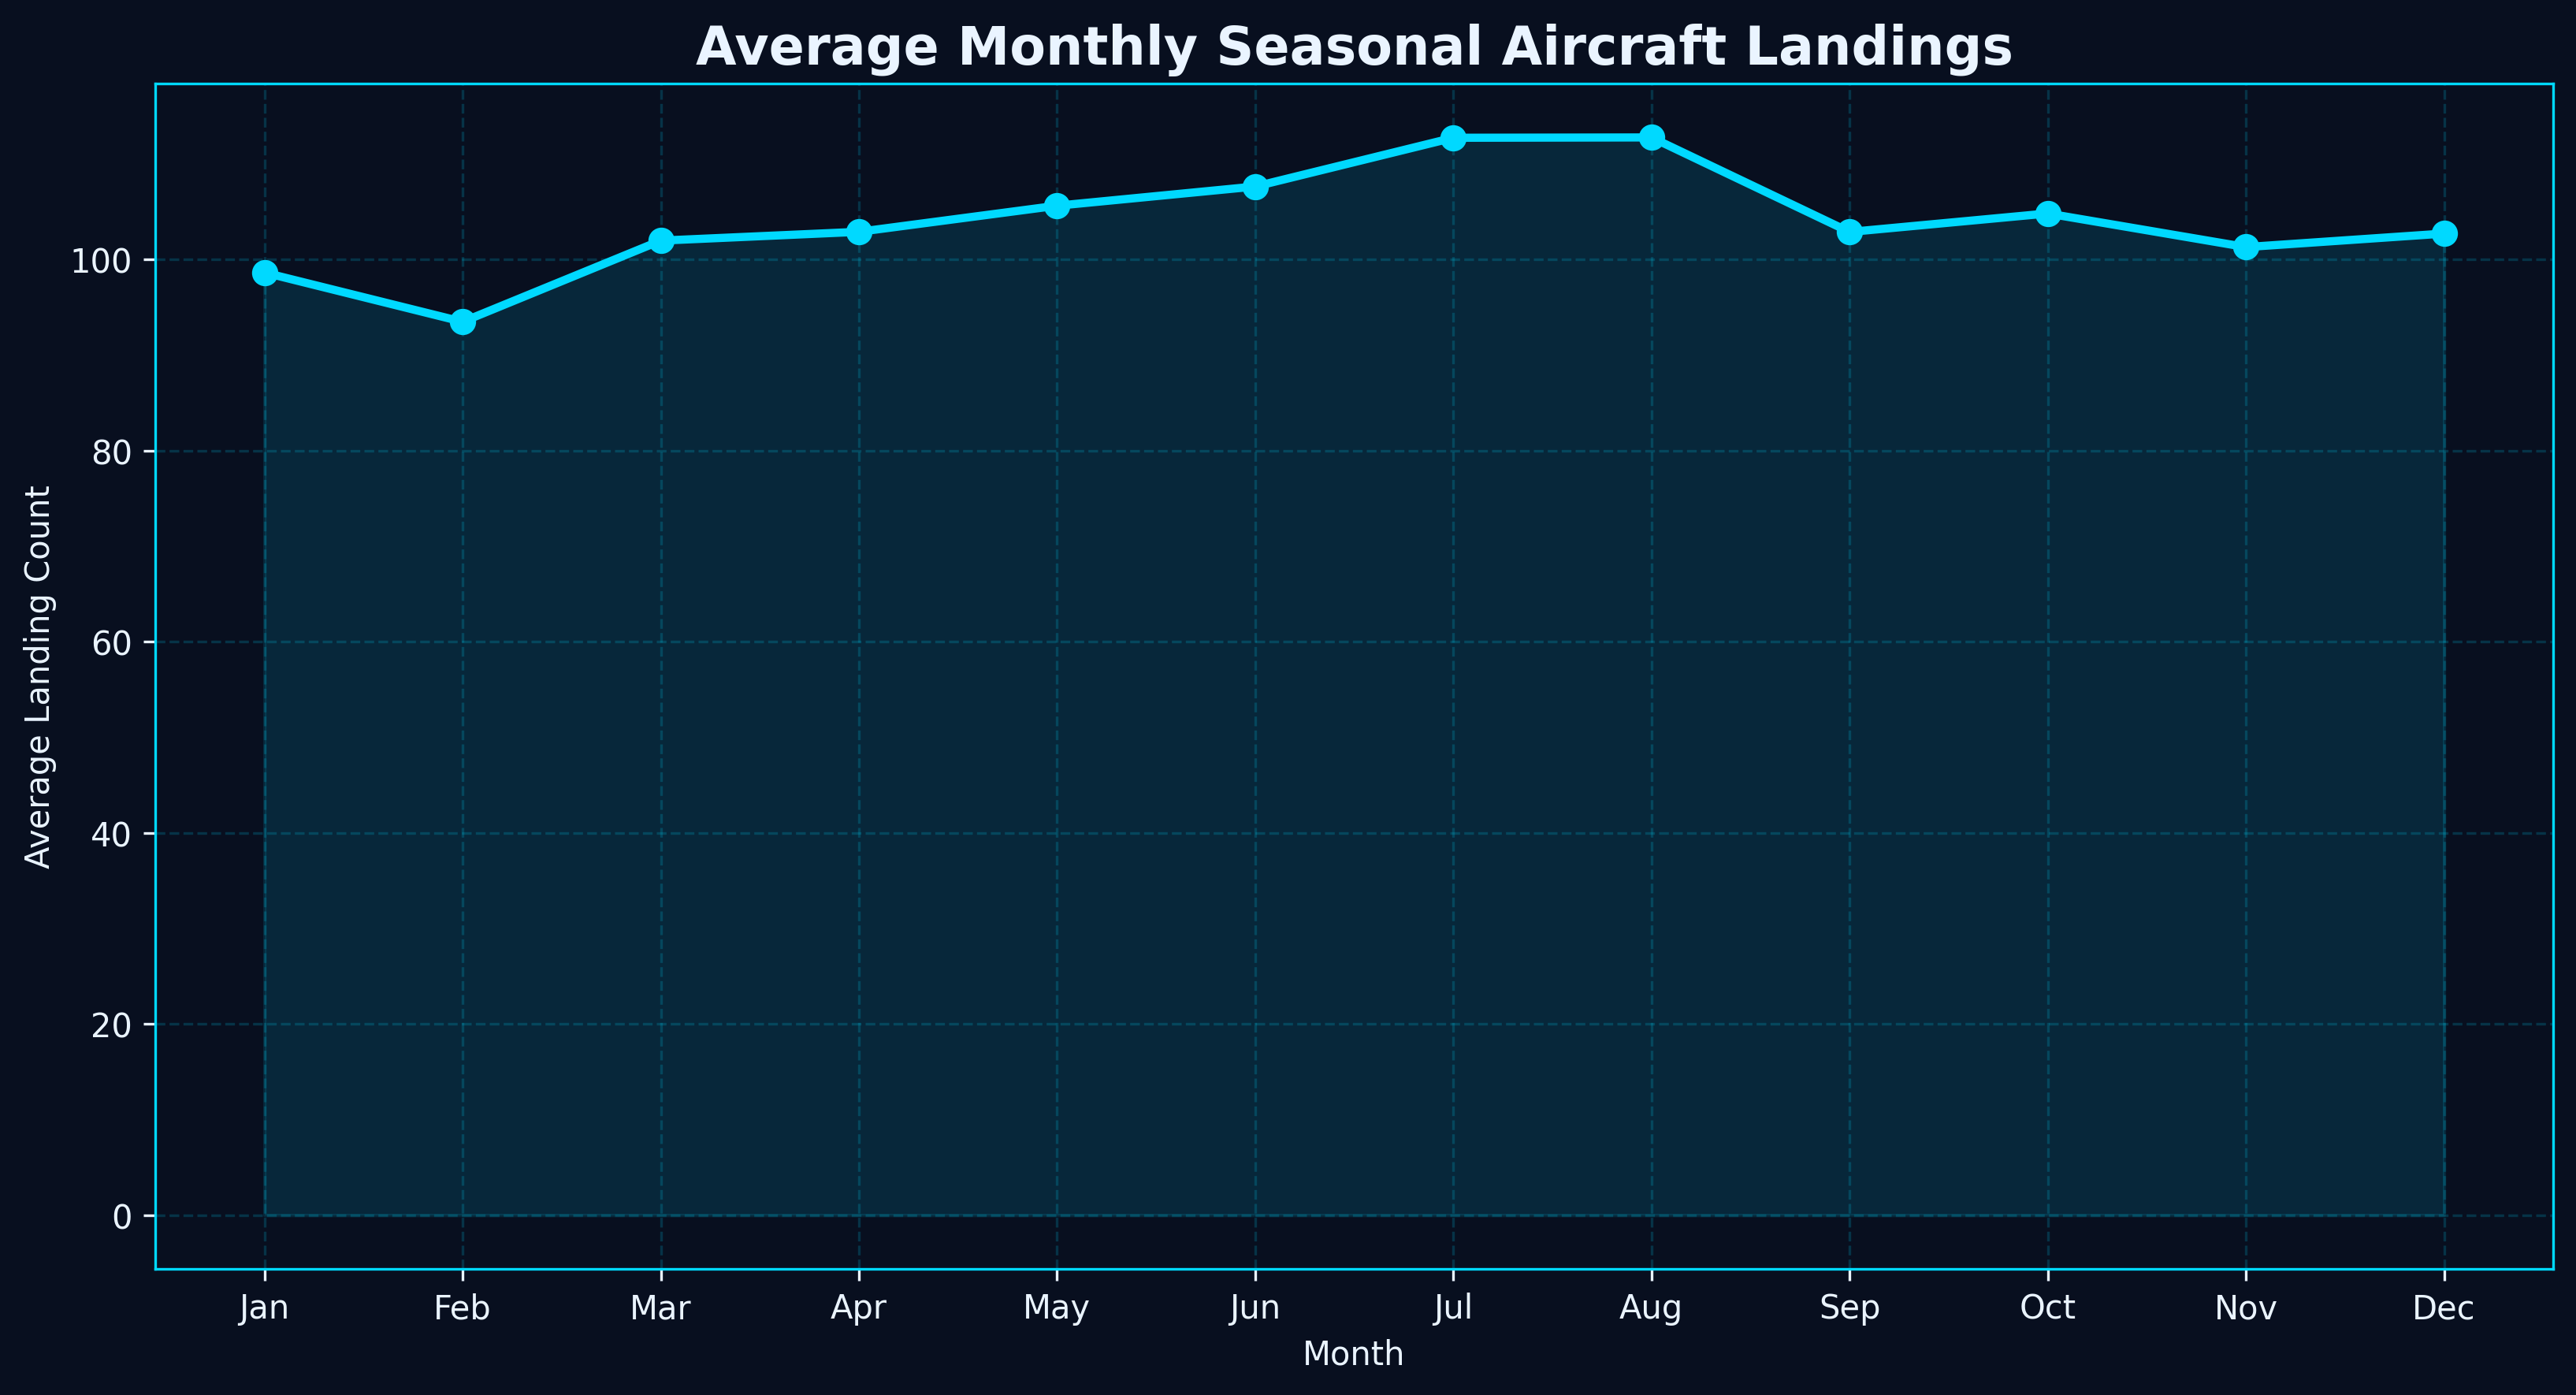 Average Monthly Seasonal Aircraft Landings
Average Landing Count
100
80
60
40
20
0
Jan Feb Mar Apr May Jun Jul Aug Sep Oct Nov Dec
Month